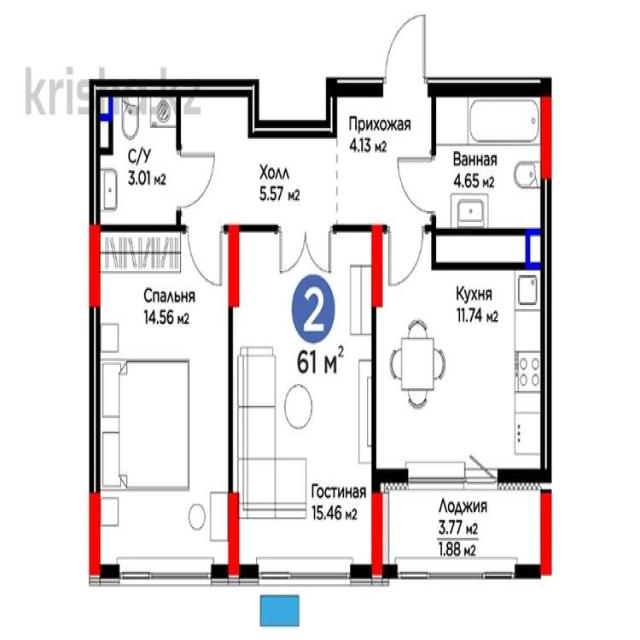 krisha.kz
Прихожая
4.13 м2
С/У
3.01 м2
Холл
5.57 м2
Ванная
4.65 м2
Спальня
14.56 м2
2
61 м²
Кухня
11.74 м2
Гостиная
15.46 м2
Лоджия
3.77 м2
1.88 м2